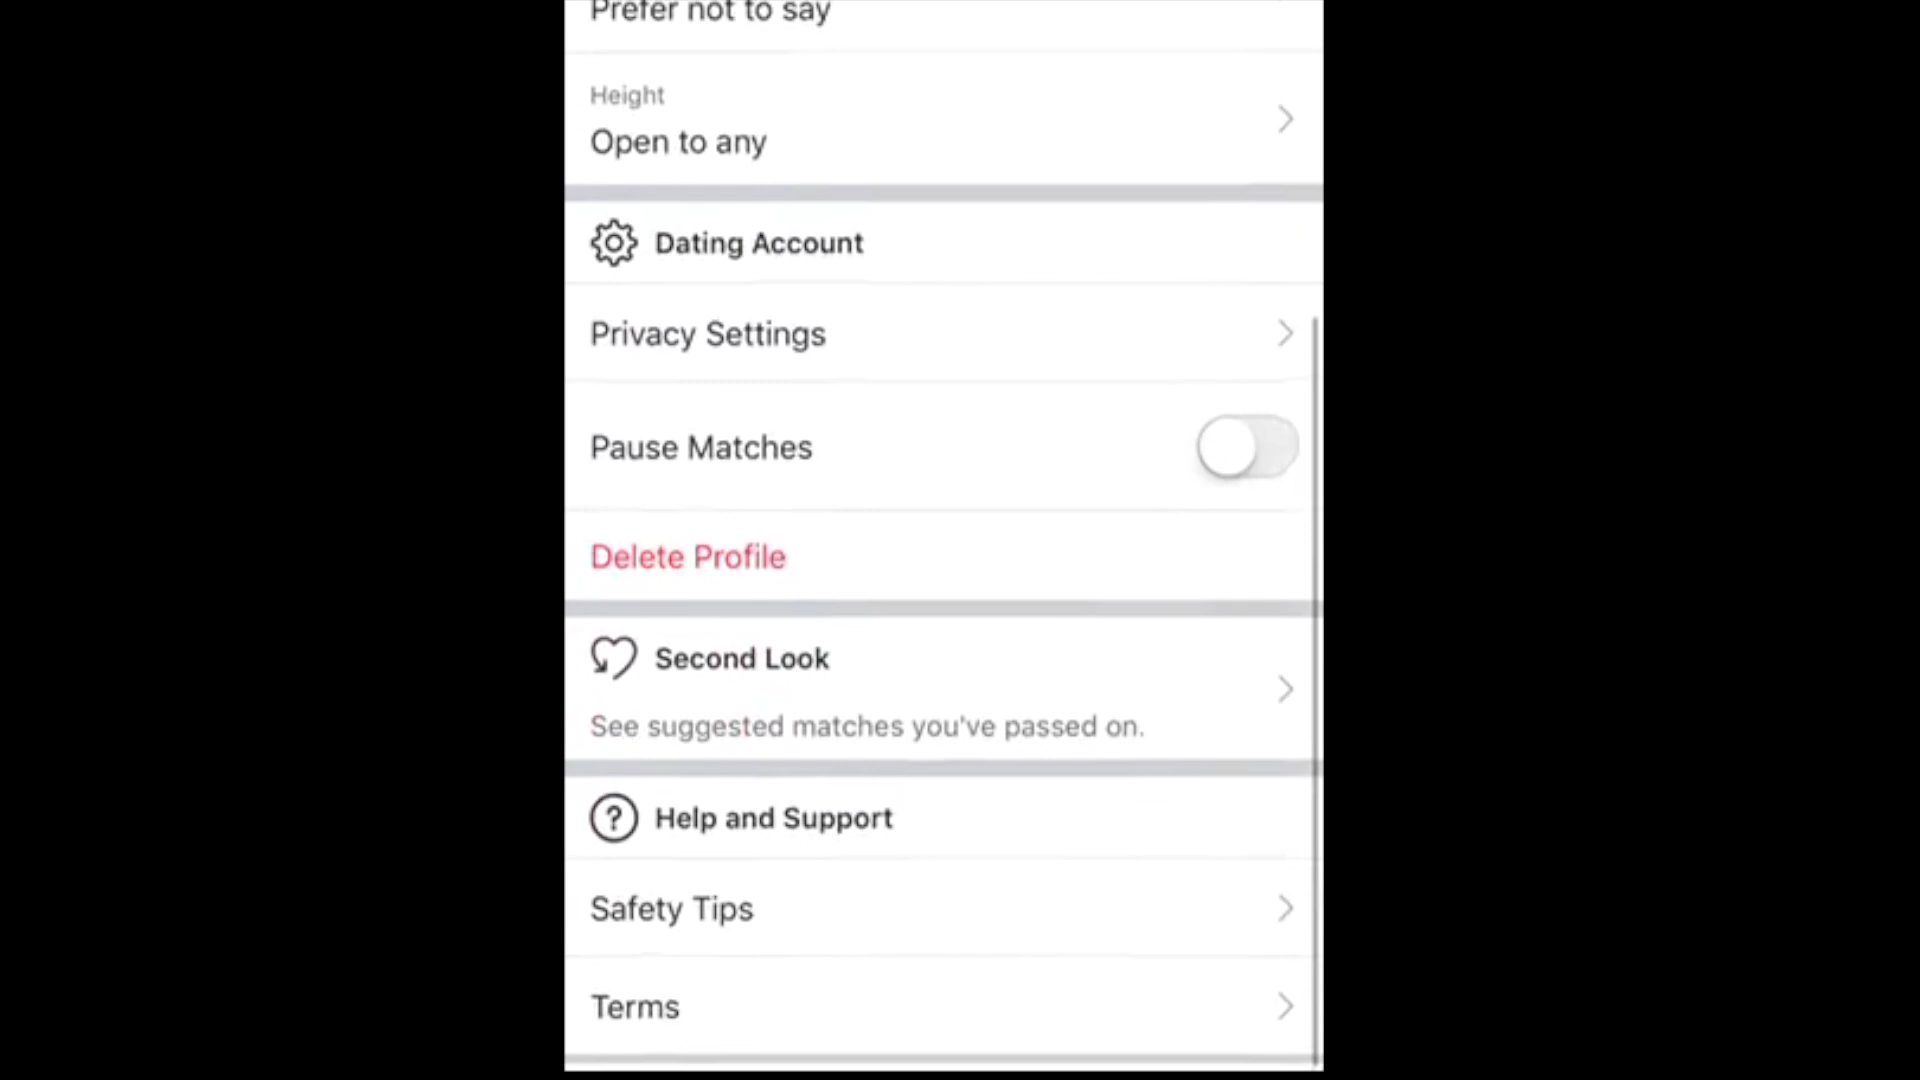 Prefer not to say
Height
Open to any
Dating Account
Privacy Settings
Pause Matches
Delete Profile
Second Look
See suggested matches you've passed on.
Help and Support
Safety Tips
Terms